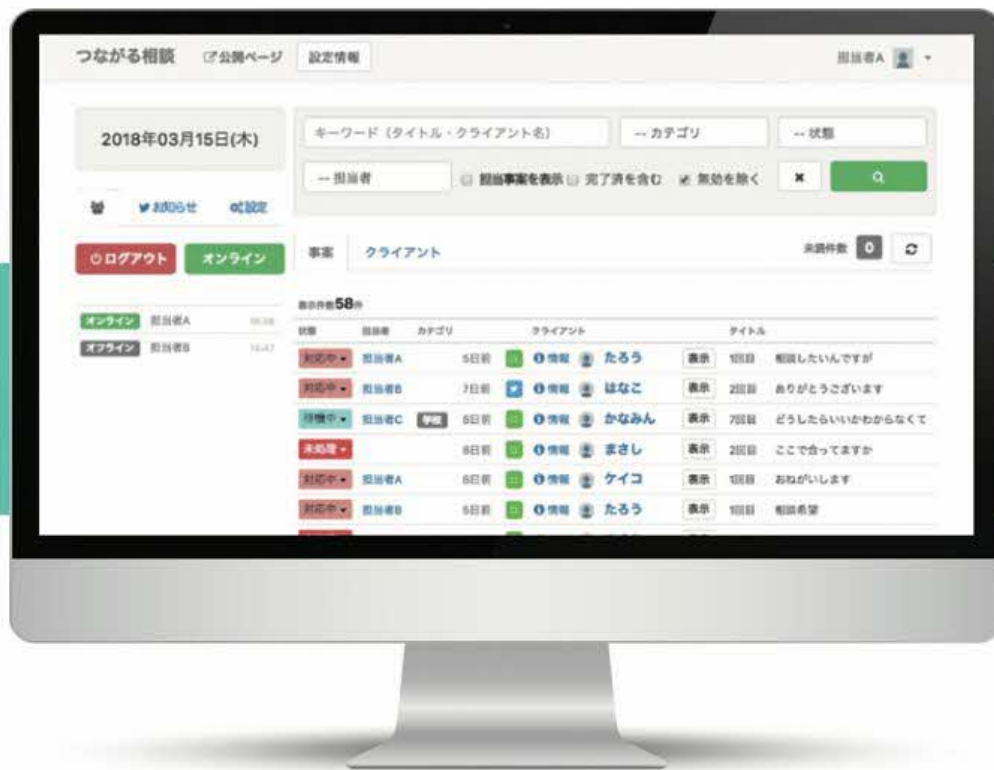 つながる相談 公開ページ 設定情報 担当者A
2018年03月15日(木)
キーワード（タイトル・クライアント名） -- カテゴリ -- 状態
-- 担当者 担当事案を表示 完了済を含む 無効を除く
お知らせ 設定
ログアウト オンライン
事案 クライアント 未読件数 0
表示件数58件
オンライン 担当者A
オフライン 担当者B
状態 担当者 カテゴリ クライアント タイトル
対応中 担当者A 5日前 情報 たろう 表示 1回目 相談したいんですが
対応中 担当者B 7日前 情報 はなこ 表示 2回目 ありがとうございます
待機中 担当者C 学校 6日前 情報 かなみん 表示 7回目 どうしたらいいかわからなくて
未処理 8日前 情報 まさし 表示 2回目 ここで合ってますか
対応中 担当者A 6日前 情報 ケイコ 表示 1回目 おねがいします
対応中 担当者B 5日前 情報 たろう 表示 1回目 相談希望